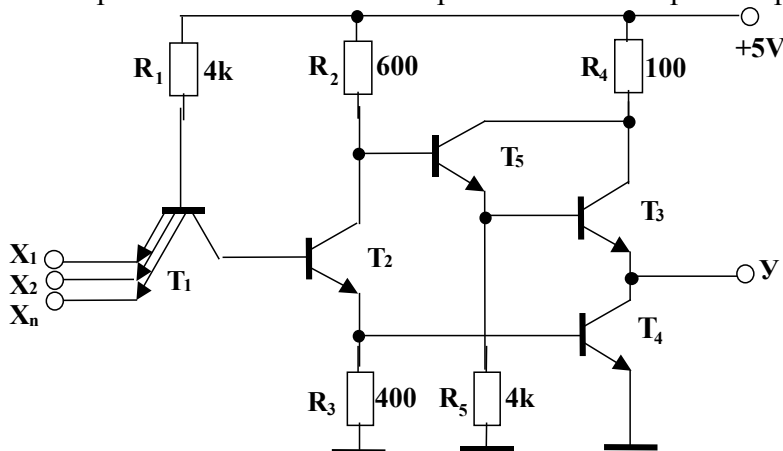 +5V
R1 4k
R2 600
R4 100
T5
T3
X1
X2
Xn
T1
T2
У
T4
R3 400
R5 4k